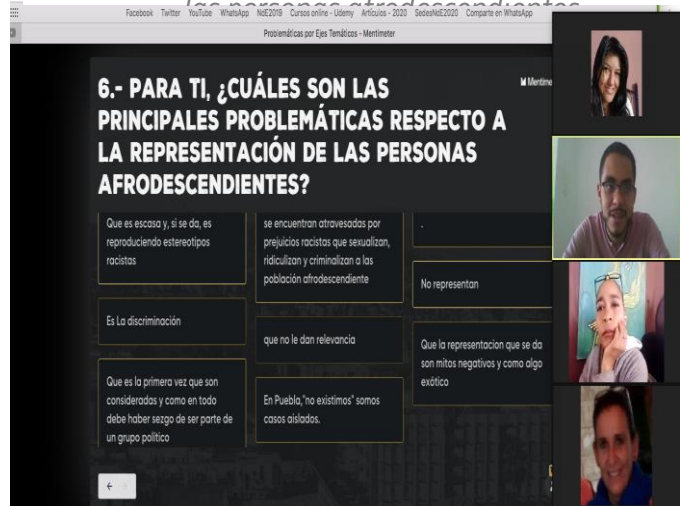 las personas afrodescendientes
Facebook Twitter YouTube WhatsApp NdE2019 Cursos online - Udemy Artículos - 2020 SedesNdE2020 Comparte en WhatsApp
Problemáticas por Ejes Temáticos - Mentimeter
6.- PARA TI, ¿CUÁLES SON LAS
PRINCIPALES PROBLEMÁTICAS RESPECTO A
LA REPRESENTACIÓN DE LAS PERSONAS
AFRODESCENDIENTES?
Mentime
Que es escasa y, si se da, es
reproduciendo estereotipos
racistas
Es La discriminación
Que es la primera vez que son
consideradas y como en todo
debe haber sezgo de ser parte de
un grupo político
se encuentran atravesadas por
prejuicios racistas que sexualizan,
ridiculizan y criminalizan a las
población afrodescendiente
que no le dan relevancia
En Puebla,"no existimos" somos
casos aislados.
.
No representan
Que la representacion que se da
son mitos negativos y como algo
exótico